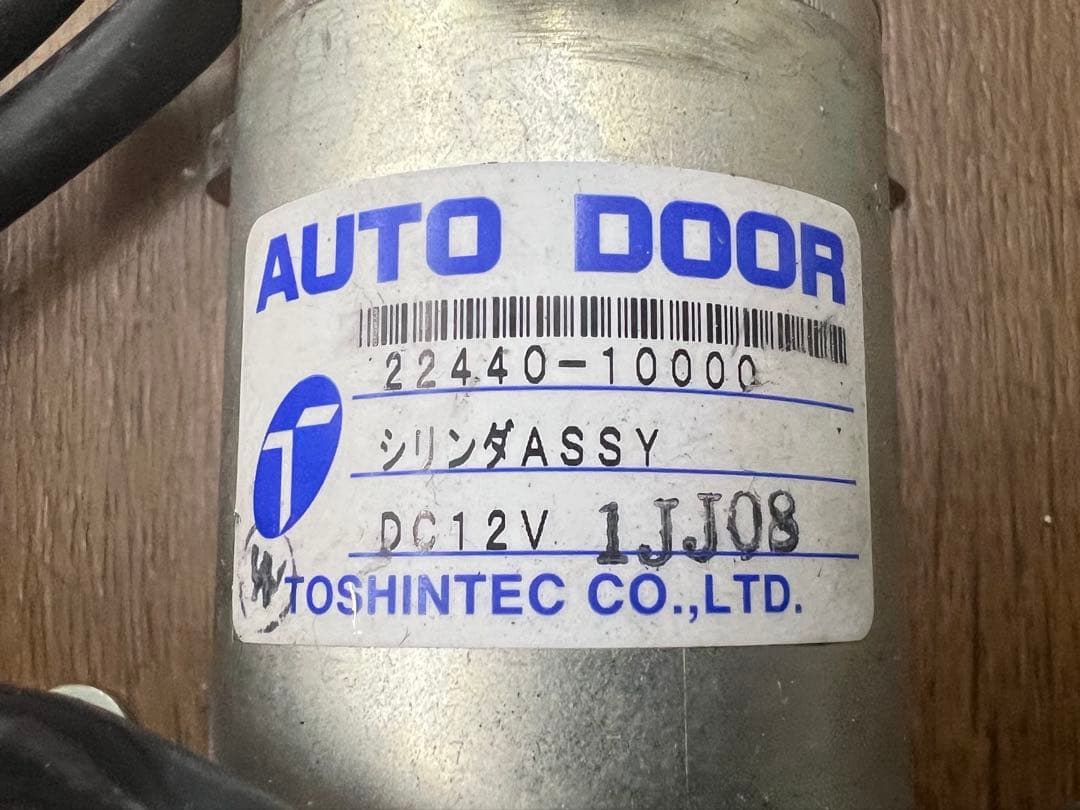 AUTO DOOR
22440-10000
シリンダASSY
DC12V 1JJ08
T
W
TOSHINTEC CO.,LTD.